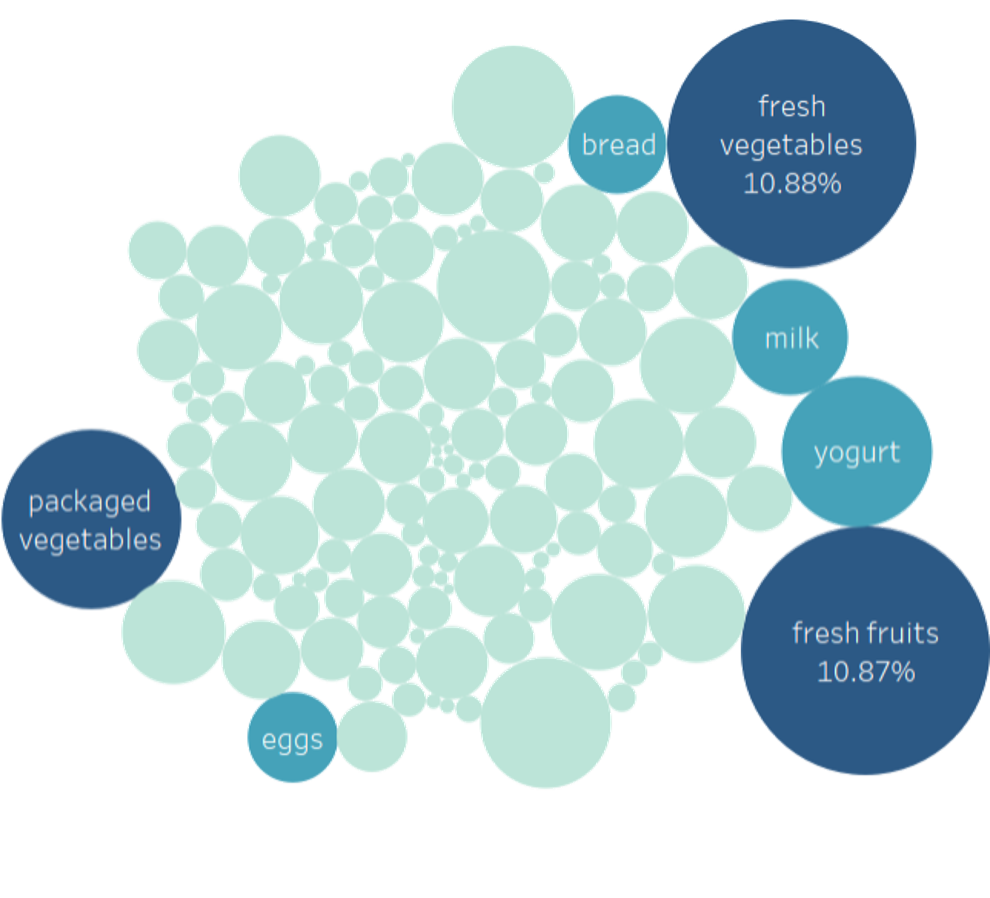 fresh
vegetables
10.88%
bread
milk
yogurt
packaged
vegetables
fresh fruits
10.87%
eggs